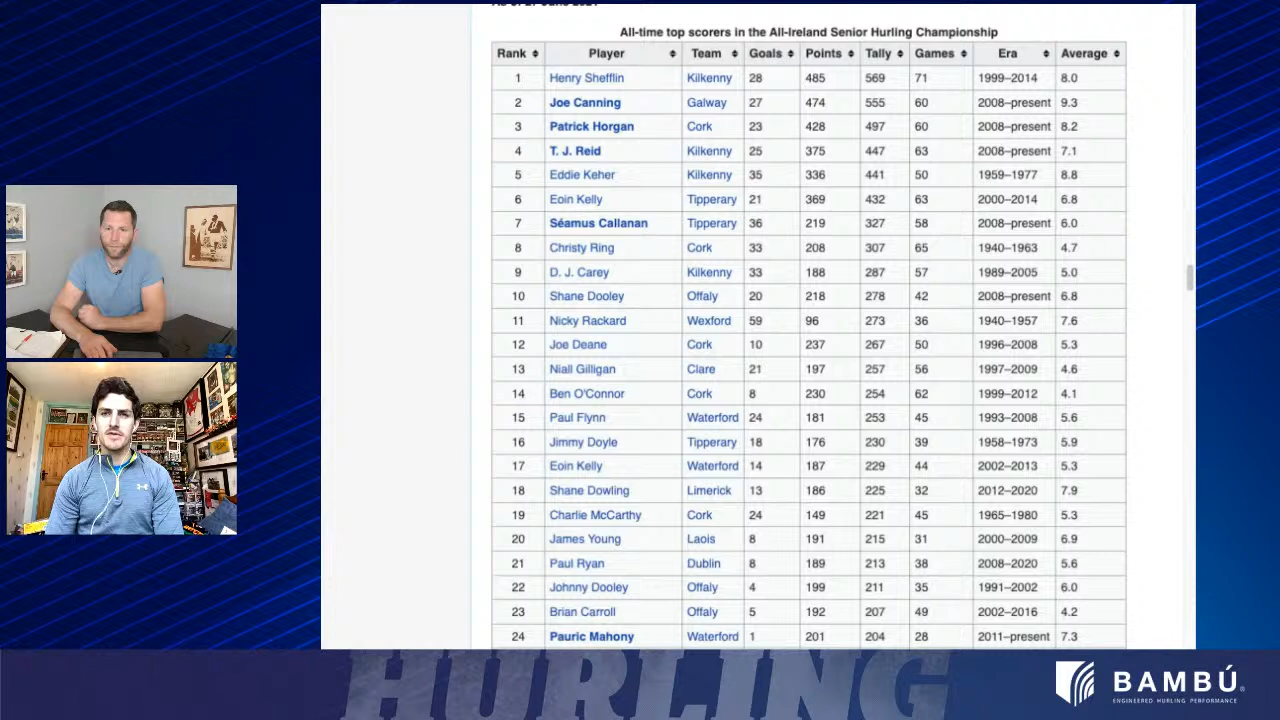 All-time top scorers in the All-Ireland Senior Hurling Championship
Rank Player Team Goals Points Tally Games Era Average
1 Henry Shefflin Kilkenny 28 485 569 71 1999–2014 8.0
2 Joe Canning Galway 27 474 555 60 2008–present 9.3
3 Patrick Horgan Cork 23 428 497 60 2008–present 8.2
4 T. J. Reid Kilkenny 25 375 447 63 2008–present 7.1
5 Eddie Keher Kilkenny 35 336 441 50 1959–1977 8.8
6 Eoin Kelly Tipperary 21 369 432 63 2000–2014 6.8
7 Séamus Callanan Tipperary 36 219 327 58 2008–present 6.0
8 Christy Ring Cork 33 208 307 65 1940–1963 4.7
9 D. J. Carey Kilkenny 33 188 287 57 1989–2005 5.0
10 Shane Dooley Offaly 20 218 278 42 2008–present 6.8
11 Nicky Rackard Wexford 59 96 273 36 1940–1957 7.6
12 Joe Deane Cork 10 237 267 50 1996–2008 5.3
13 Niall Gilligan Clare 21 197 257 56 1997–2009 4.6
14 Ben O'Connor Cork 8 230 254 62 1999–2012 4.1
15 Paul Flynn Waterford 24 181 253 45 1993–2008 5.6
16 Jimmy Doyle Tipperary 18 176 230 39 1958–1973 5.9
17 Eoin Kelly Waterford 14 187 229 44 2002–2013 5.3
18 Shane Dowling Limerick 13 186 225 32 2012–2020 7.9
19 Charlie McCarthy Cork 24 149 221 45 1965–1980 5.3
20 James Young Laois 8 191 215 31 2000–2009 6.9
21 Paul Ryan Dublin 8 189 213 38 2008–2020 5.6
22 Johnny Dooley Offaly 4 199 211 35 1991–2002 6.0
23 Brian Carroll Offaly 5 192 207 49 2002–2016 4.2
24 Pauric Mahony Waterford 1 201 204 28 2011–present 7.3
HURLING
BAMBÚ
ENGINEERED HURLING PERFORMANCE